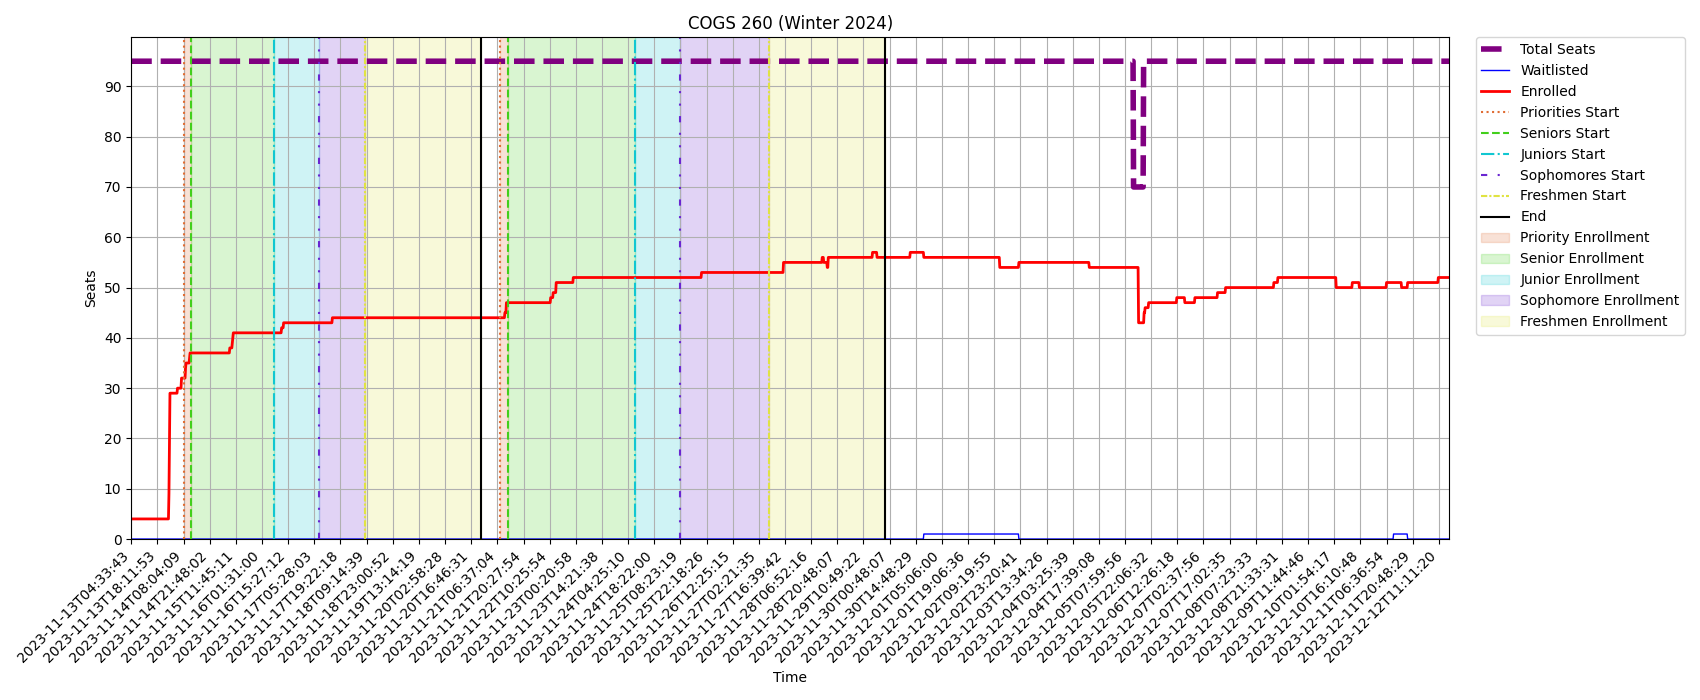 COGS 260 (Winter 2024)
Seats
90
80
70
60
50
40
30
20
10
0
2023-11-13T04:33:43
2023-11-13T18:11:53
2023-11-14T08:04:09
2023-11-14T21:48:02
2023-11-15T11:45:11
2023-11-16T01:31:00
2023-11-16T15:27:12
2023-11-17T05:28:03
2023-11-17T19:22:18
2023-11-18T09:14:39
2023-11-18T23:00:52
2023-11-19T13:14:19
2023-11-20T02:58:28
2023-11-20T16:46:31
2023-11-21T06:37:04
2023-11-21T20:27:54
2023-11-22T10:25:54
2023-11-23T00:20:58
2023-11-23T14:21:38
2023-11-24T04:25:10
2023-11-24T18:22:00
2023-11-25T08:23:19
2023-11-25T22:18:26
2023-11-26T12:25:15
2023-11-27T02:21:35
2023-11-27T16:39:42
2023-11-28T06:52:16
2023-11-28T20:48:07
2023-11-29T10:49:22
2023-11-30T00:48:07
2023-11-30T14:48:29
2023-12-01T05:06:00
2023-12-01T19:06:36
2023-12-02T09:19:55
2023-12-02T23:20:41
2023-12-03T13:34:26
2023-12-04T03:25:39
2023-12-04T17:39:08
2023-12-05T07:59:56
2023-12-05T22:06:32
2023-12-06T12:26:18
2023-12-07T02:37:56
2023-12-07T17:02:35
2023-12-08T07:23:33
2023-12-08T21:33:31
2023-12-09T11:44:46
2023-12-10T01:54:17
2023-12-10T16:10:48
2023-12-11T06:36:54
2023-12-11T20:48:29
2023-12-12T11:11:20
Time
Total Seats
Waitlisted
Enrolled
Priorities Start
Seniors Start
Juniors Start
Sophomores Start
Freshmen Start
End
Priority Enrollment
Senior Enrollment
Junior Enrollment
Sophomore Enrollment
Freshmen Enrollment